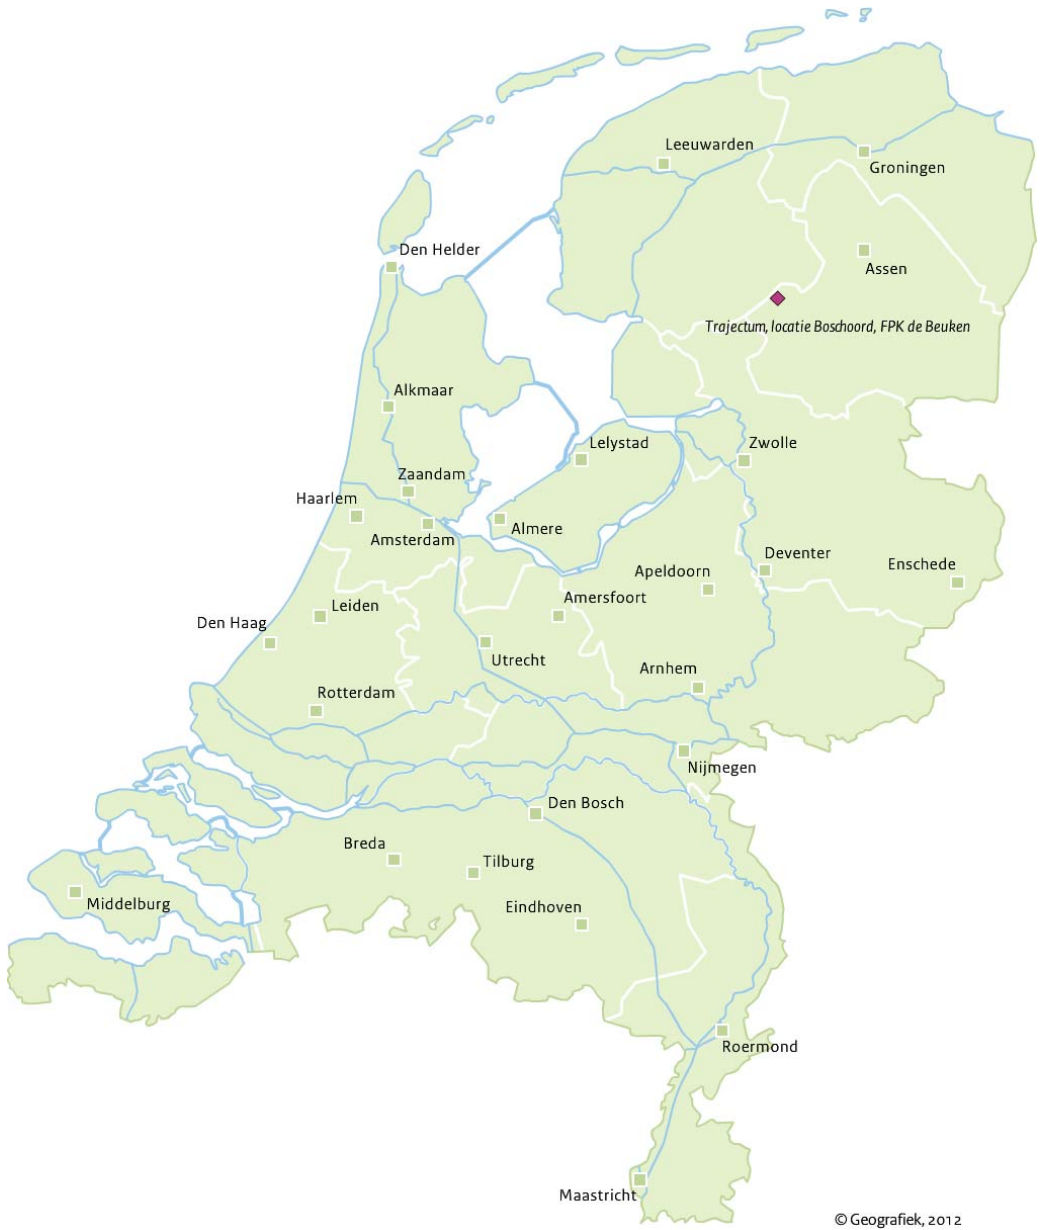 Leeuwarden
Groningen
Den Helder
Assen
Trajectum, locatie Boschoord, FPK de Beuken
Alkmaar
Lelystad
Zwolle
Zaandam
Haarlem
Almere
Amsterdam
Deventer
Enschede
Apeldoorn
Amersfoort
Leiden
Den Haag
Utrecht
Arnhem
Rotterdam
Nijmegen
Den Bosch
Breda
Tilburg
Middelburg
Eindhoven
Roermond
Maastricht
© Geografiek, 2012